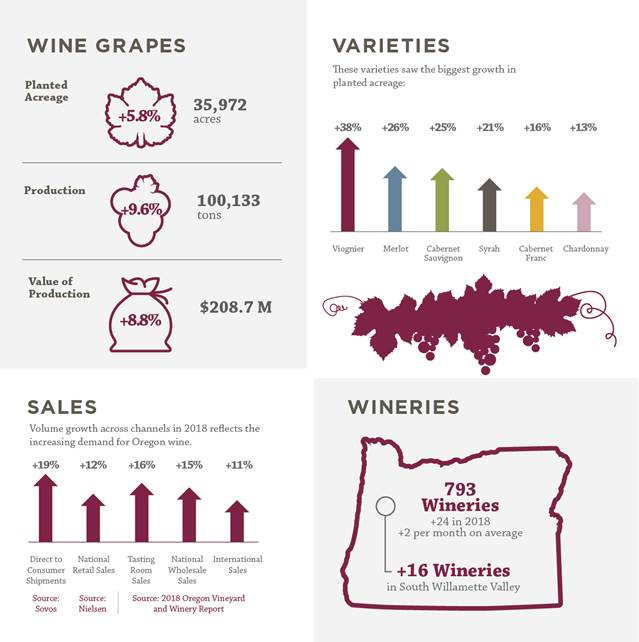 WINE GRAPES
Planted
Acreage
+5.8%
35,972
acres
Production
+9.6%
100,133
tons
Value of
Production
+8.8%
$208.7 M
VARIETIES
These varieties saw the biggest growth in
planted acreage:
+38% +26% +25% +21% +16% +13%
Viognier Merlot Cabernet Syrah Cabernet Chardonnay
Sauvignon Franc
SALES
Volume growth across channels in 2018 reflects the
increasing demand for Oregon wine.
+19% +12% +16% +15% +11%
Direct to National Tasting National International
Consumer Retail Sales Room Wholesale Sales
Shipments Sales Sales
Source: Source: Source: 2018 Oregon Vineyard
Sovos Nielsen and Winery Report
WINERIES
793
Wineries
+24 in 2018
+2 per month on average
+16 Wineries
in South Willamette Valley